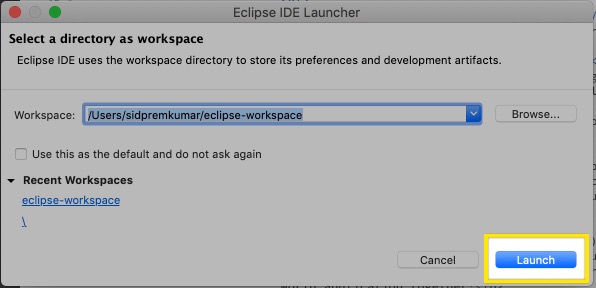 Eclipse IDE Launcher
Select a directory as workspace
Eclipse IDE uses the workspace directory to store its preferences and development artifacts.
Workspace: /Users/sidpremkumar/eclipse-workspace Browse...
Use this as the default and do not ask again
Recent Workspaces
eclipse-workspace
\
Cancel Launch